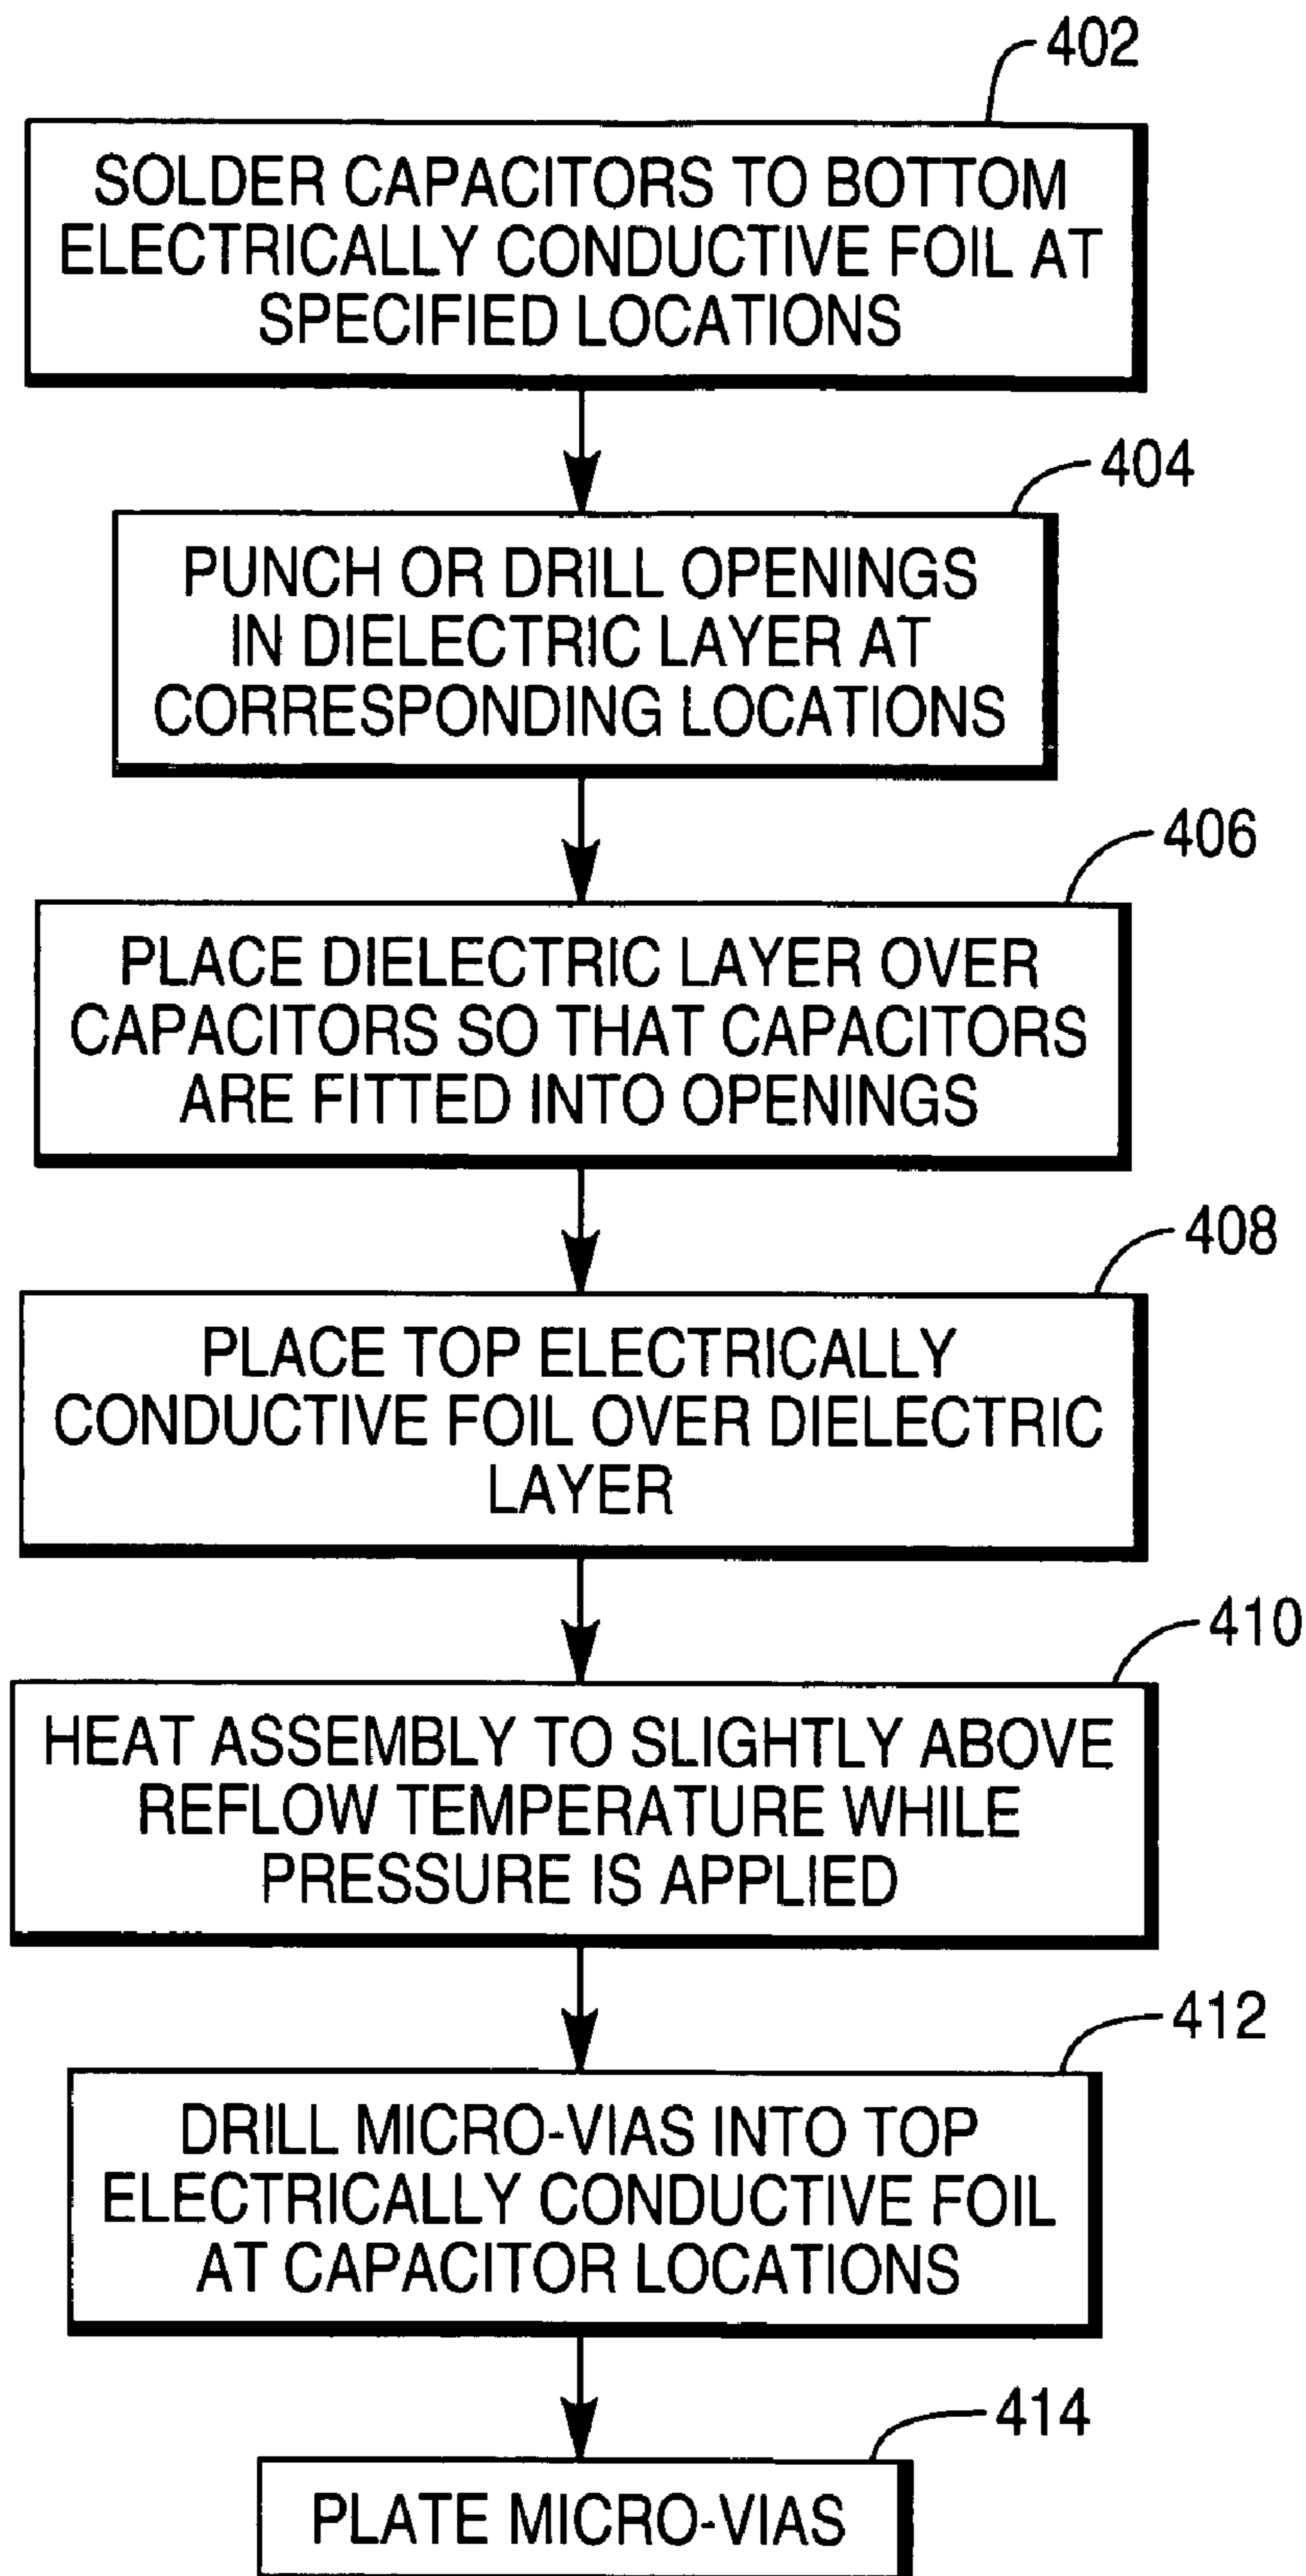 402
SOLDER CAPACITORS TO BOTTOM
ELECTRICALLY CONDUCTIVE FOIL AT
SPECIFIED LOCATIONS
404
PUNCH OR DRILL OPENINGS
IN DIELECTRIC LAYER AT
CORRESPONDING LOCATIONS
406
PLACE DIELECTRIC LAYER OVER
CAPACITORS SO THAT CAPACITORS
ARE FITTED INTO OPENINGS
408
PLACE TOP ELECTRICALLY
CONDUCTIVE FOIL OVER DIELECTRIC
LAYER
410
HEAT ASSEMBLY TO SLIGHTLY ABOVE
REFLOW TEMPERATURE WHILE
PRESSURE IS APPLIED
412
DRILL MICRO-VIAS INTO TOP
ELECTRICALLY CONDUCTIVE FOIL
AT CAPACITOR LOCATIONS
414
PLATE MICRO-VIAS